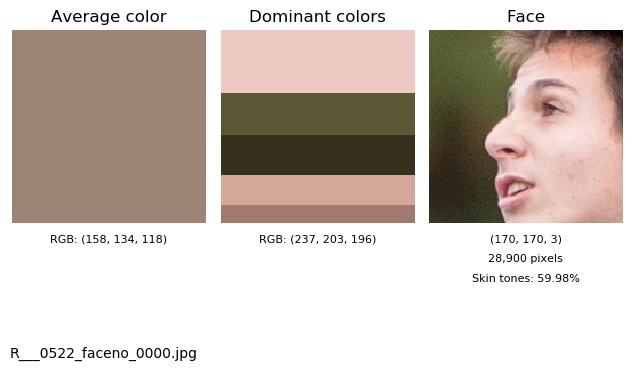 Average color
Dominant colors
Face
RGB: (158, 134, 118)
RGB: (237, 203, 196)
(170, 170, 3)
28,900 pixels
Skin tones: 59.98%
R___0522_faceno_0000.jpg